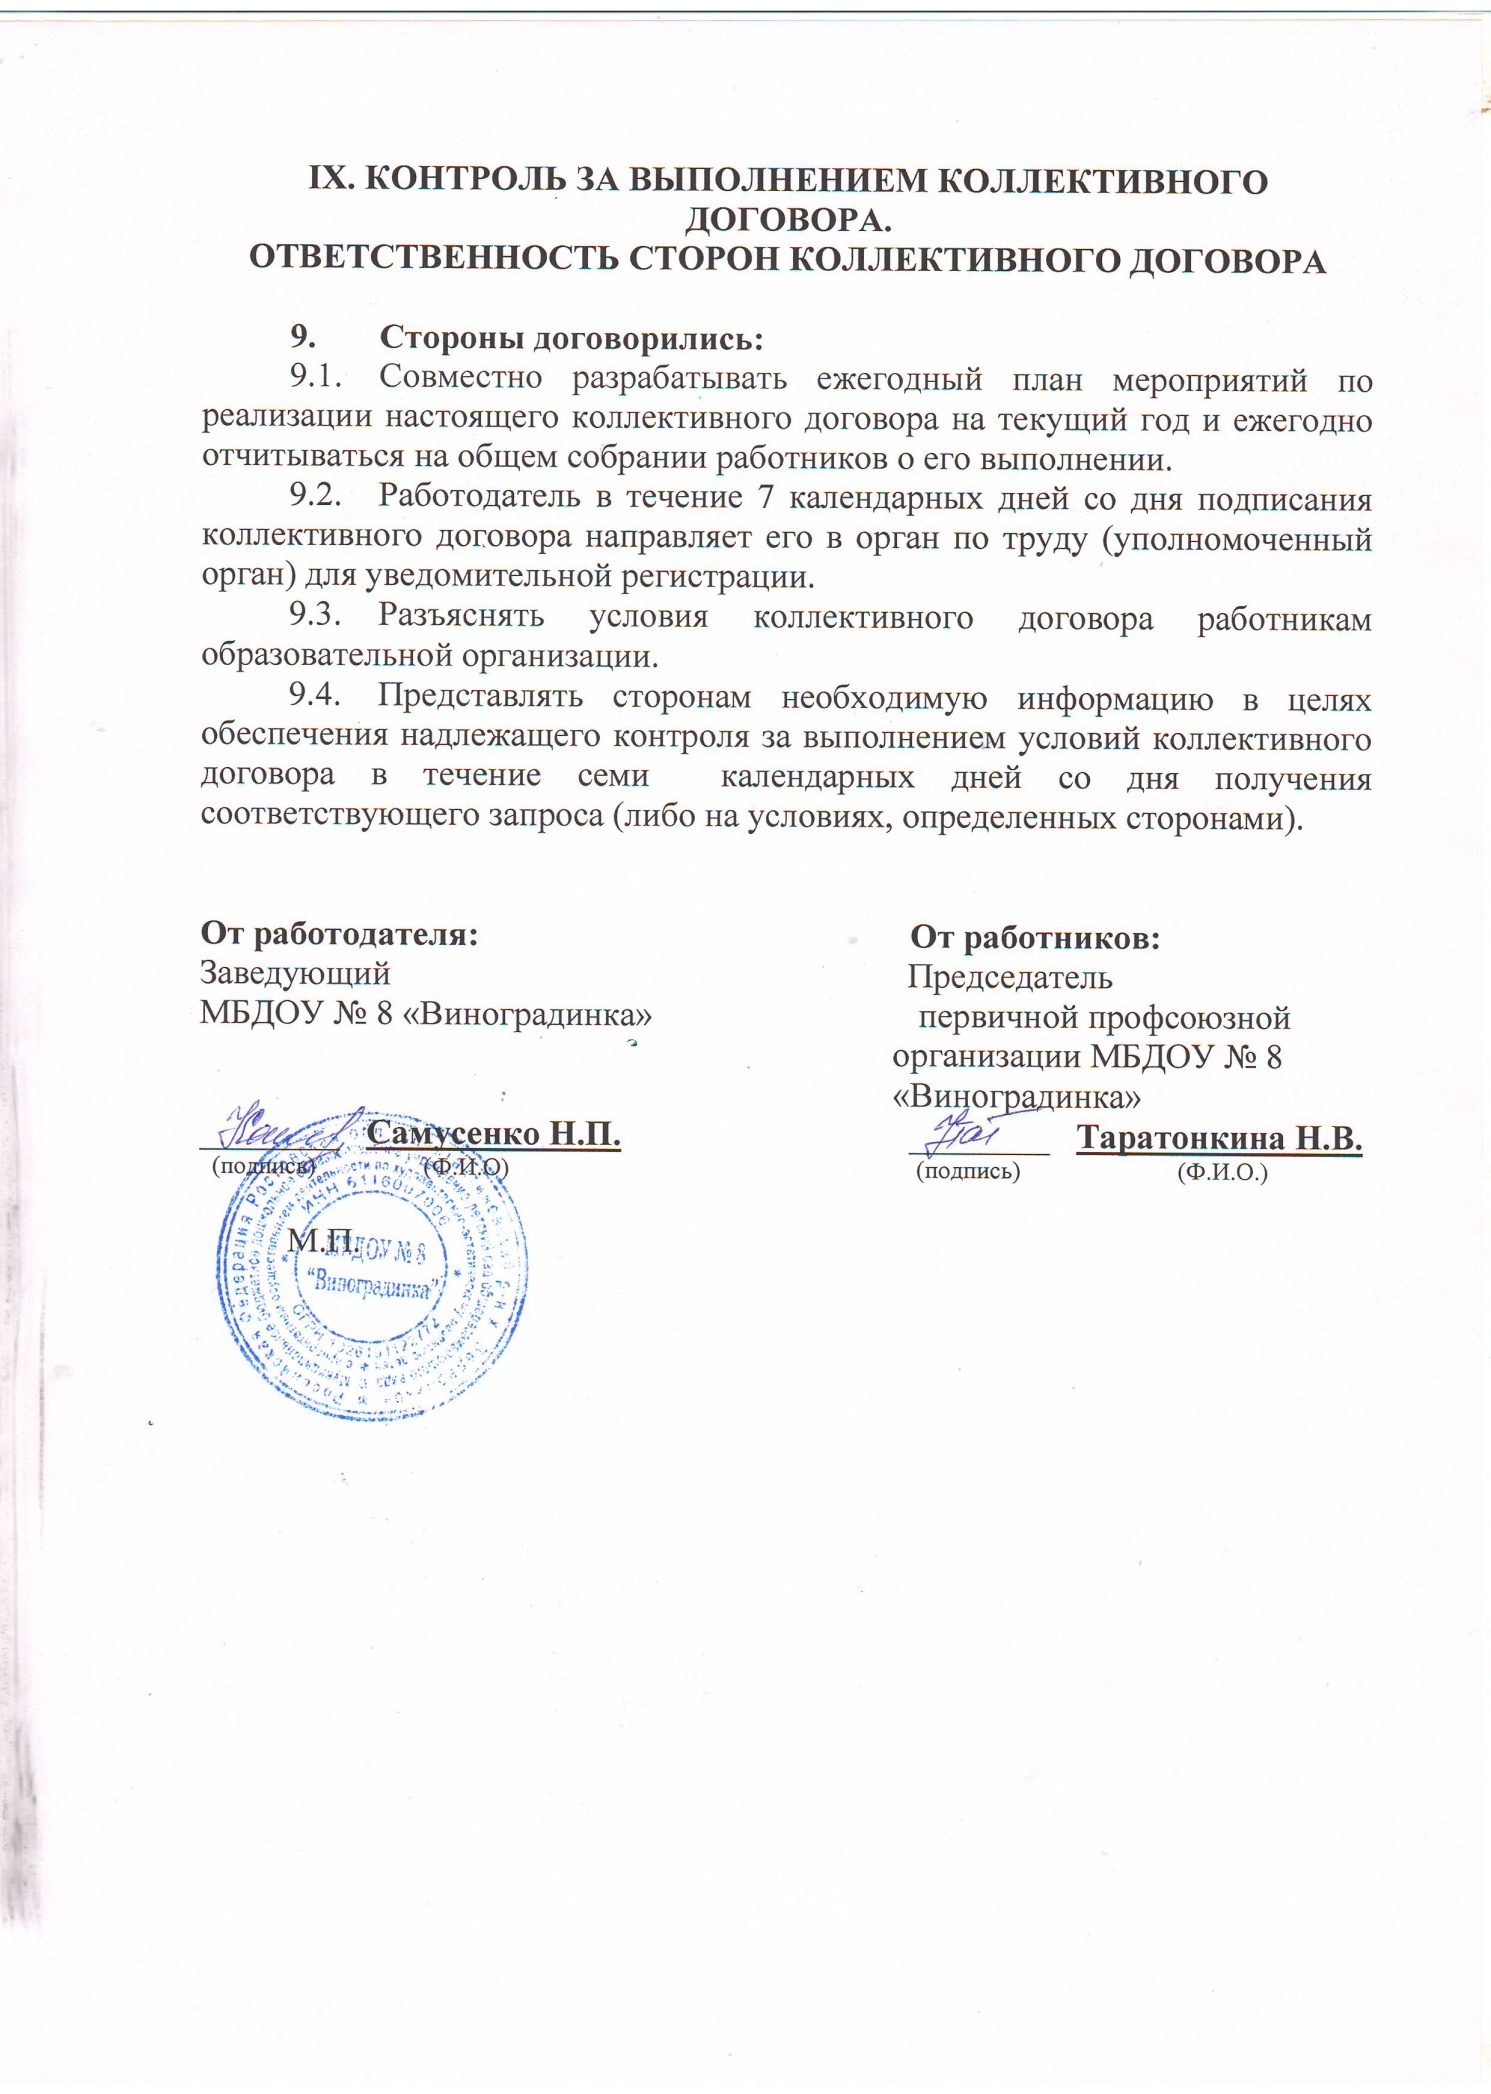 IX. КОНТРОЛЬ ЗА ВЫПОЛНЕНИЕМ КОЛЛЕКТИВНОГО
ДОГОВОРА.
ОТВЕТСТВЕННОСТЬ СТОРОН КОЛЛЕКТИВНОГО ДОГОВОРА
9. Стороны договорились:
9.1. Совместно разрабатывать ежегодный план мероприятий по
реализации настоящего коллективного договора на текущий год и ежегодно
отчитываться на общем собрании работников о его выполнении.
9.2. Работодатель в течение 7 календарных дней со дня подписания
коллективного договора направляет его в орган по труду (уполномоченный
орган) для уведомительной регистрации.
9.3. Разъяснять условия коллективного договора работникам
образовательной организации.
9.4. Представлять сторонам необходимую информацию в целях
обеспечения надлежащего контроля за выполнением условий коллективного
договора в течение семи календарных дней со дня получения
соответствующего запроса (либо на условиях, определенных сторонами).
От работодателя:
Заведующий
МБДОУ № 8 «Виноградинка»
Самусенко Н.П.
(подпись) (Ф.И.О)
М.П.
От работников:
Председатель
первичной профсоюзной
организации МБДОУ № 8
«Виноградинка»
Таратонкина Н.В.
(подпись) (Ф.И.О.)
ИНН 6116007006
МБДОУ № 8
"Виноградинка"